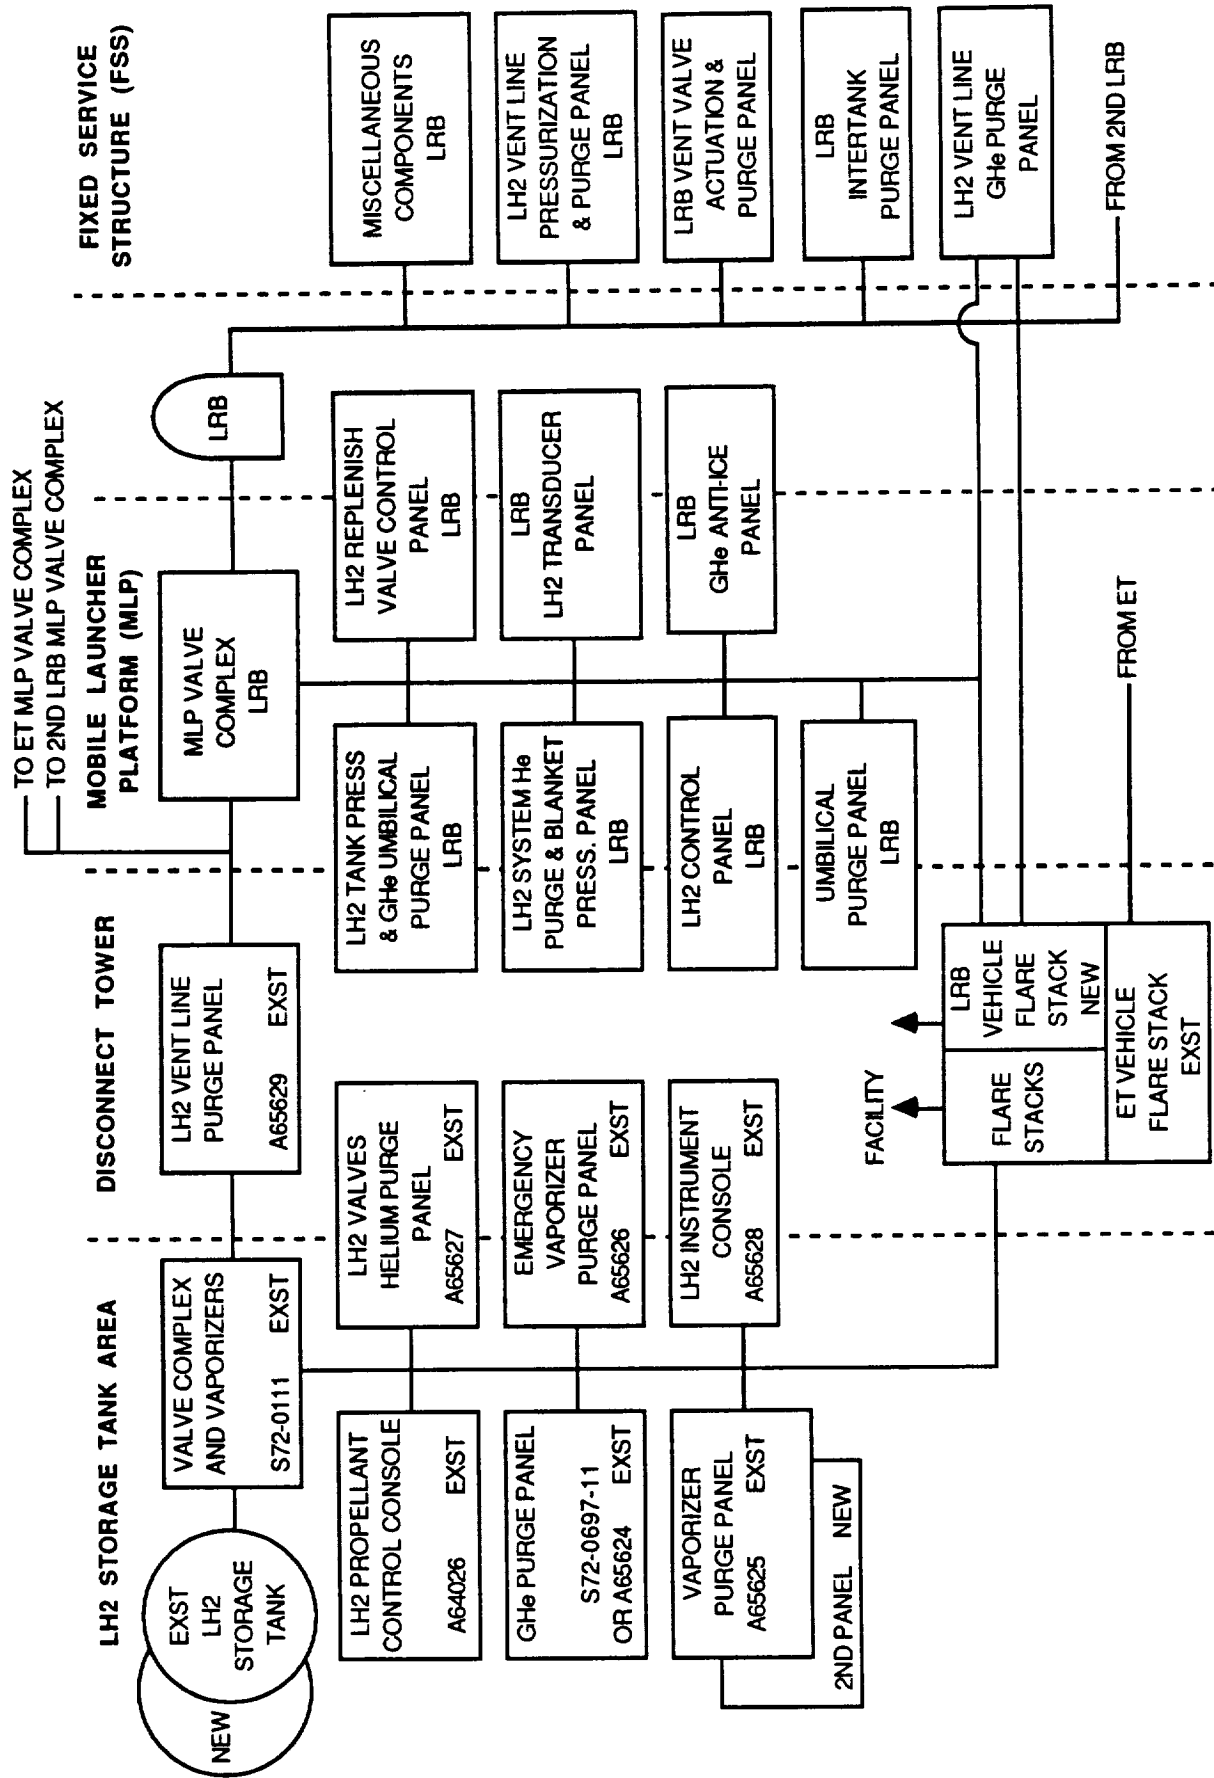 TO ET MLP VALVE COMPLEX
TO 2ND LRB MLP VALVE COMPLEX
LH2 STORAGE TANK AREA
DISCONNECT TOWER
MOBILE LAUNCHER
PLATFORM (MLP)
FIXED SERVICE
STRUCTURE (FSS)
NEW
EXST
LH2
STORAGE
TANK
VALVE COMPLEX
AND VAPORIZERS
S72-0111 EXST
LH2 VENT LINE
PURGE PANEL
A65629 EXST
MLP VALVE
COMPLEX
LRB
LRB
LH2 PROPELLANT
CONTROL CONSOLE
A64026 EXST
LH2 VALVES
HELIUM PURGE
PANEL
A65627 EXST
LH2 TANK PRESS
& GHe UMBILICAL
PURGE PANEL
LRB
LH2 REPLENISH
VALVE CONTROL
PANEL
LRB
MISCELLANEOUS
COMPONENTS
LRB
GHe PURGE PANEL
S72-0697-11
OR A65624 EXST
EMERGENCY
VAPORIZER
PURGE PANEL
A65626 EXST
LH2 SYSTEM He
PURGE & BLANKET
PRESS. PANEL
LRB
LRB
LH2 TRANSDUCER
PANEL
LH2 VENT LINE
PRESSURIZATION
& PURGE PANEL
LRB
VAPORIZER
PURGE PANEL
A65625 EXST
2ND PANEL NEW
LH2 INSTRUMENT
CONSOLE
A65628 EXST
LH2 CONTROL
PANEL
LRB
LRB
GHe ANTI-ICE
PANEL
LRB VENT VALVE
ACTUATION &
PURGE PANEL
UMBILICAL
PURGE PANEL
LRB
LRB
INTERTANK
PURGE PANEL
FACILITY
FLARE
STACKS
LRB
VEHICLE
FLARE
STACK
NEW
LH2 VENT LINE
GHe PURGE
PANEL
ET VEHICLE
FLARE STACK
EXST
FROM ET
FROM 2ND LRB